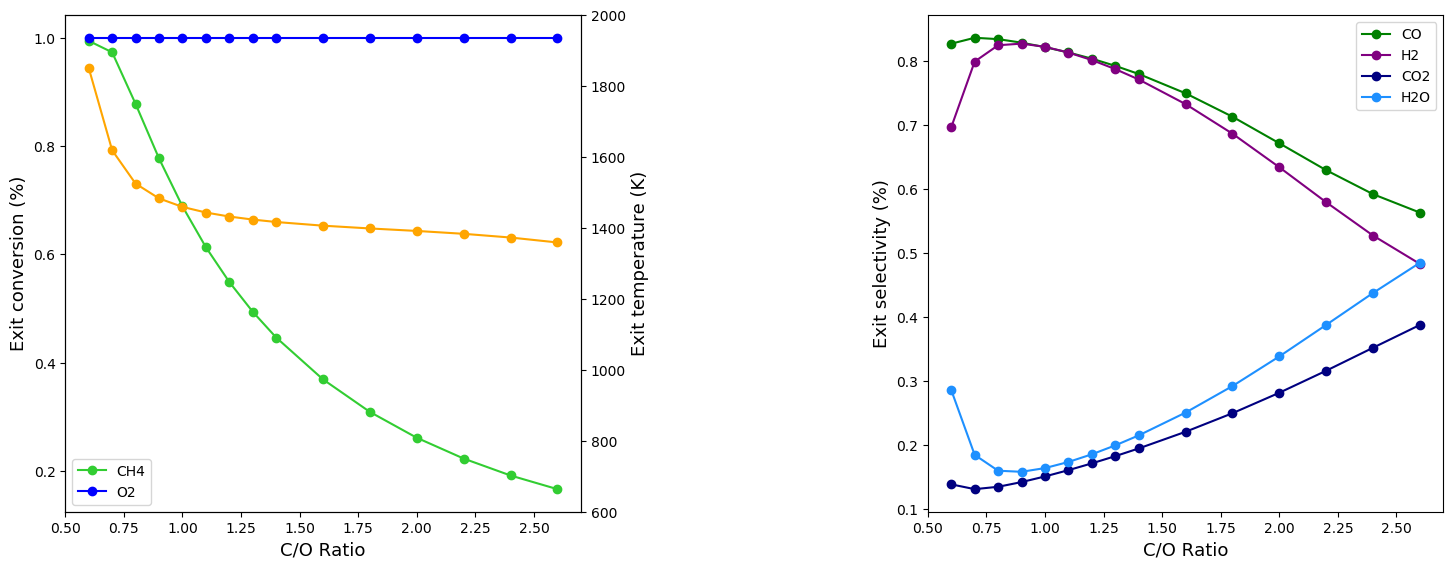 1.0
0.8
0.6
0.4
0.2
Exit conversion (%)
CH4
O2
0.50 0.75 1.00 1.25 1.50 1.75 2.00 2.25 2.50
C/O Ratio
2000
1800
1600
1400
1200
1000
800
600
Exit temperature (K)
0.8
0.7
0.6
0.5
0.4
0.3
0.2
0.1
Exit selectivity (%)
CO
H2
CO2
H2O
0.50 0.75 1.00 1.25 1.50 1.75 2.00 2.25 2.50
C/O Ratio